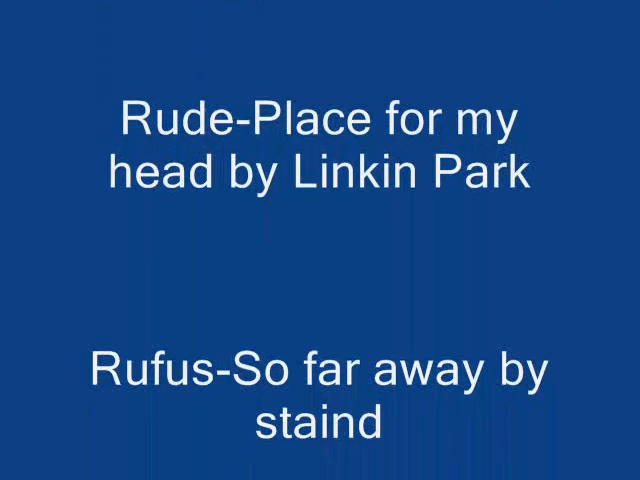 Rude-Place for my
head by Linkin Park
Rufus-So far away by
staind